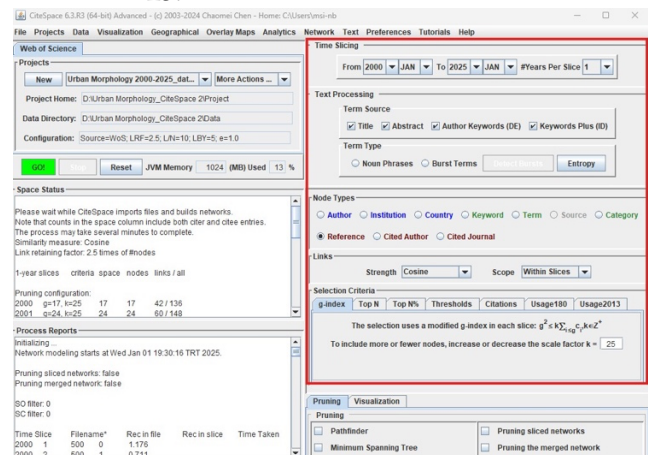 CiteSpace 6.3.R3 (64-bit) Advanced - (c) 2003-2024 Chaomei Chen - Home: C:\Users\msi-nb
File Projects Data Visualization Geographical Overlay Maps Analytics Network Text Preferences Tutorials Help
Web of Science
Projects
New Urban Morphology 2000-2025_dat... More Actions ...
Project Home: D:\Urban Morphology_CiteSpace 2\Project
Data Directory: D:\Urban Morphology_CiteSpace 2\Data
Configuration: Source=WoS; LRF=2.5; L/N=10; LBY=5; e=1.0
GO! Reset JVM Memory 1024 (MB) Used 13 %
Space Status
Please wait while CiteSpace imports files and builds networks.
Note that counts in the space column include both citer and citee entries.
The process may take several minutes to complete.
Similarity measure: Cosine
Link retaining factor: 2.5 times of #nodes
1-year slices criteria space nodes links / all
Pruning configuration:
2000 g=17, k=25 17 17 42 / 136
2001 g=24, k=25 24 24 60 / 148
Process Reports
Initializing ...
Network modeling starts at Wed Jan 01 19:30:16 TRT 2025.
Pruning sliced networks: false
Pruning merged network: false
SO filter: 0
SC filter: 0
Time Slice Filename* Rec in file Rec in slice Time Taken
2000 1 500 0 1.176
2000 2 500 1 0.711
Time Slicing
From 2000 JAN To 2025 JAN #Years Per Slice 1
Text Processing
Term Source
Title Abstract Author Keywords (DE) Keywords Plus (ID)
Term Type
Noun Phrases Burst Terms Entropy
Node Types
Author Institution Country Keyword Term Source Category
Reference Cited Author Cited Journal
Links
Strength Cosine Scope Within Slices
Selection Criteria
g-index Top N Top N% Thresholds Citations Usage180 Usage2013
The selection uses a modified g-index in each slice: g² ≤ k∑i≤g ci, k∈Z⁺
To include more or fewer nodes, increase or decrease the scale factor k = 25
Pruning Visualization
Pruning
Pathfinder Pruning sliced networks
Minimum Spanning Tree Pruning the merged network